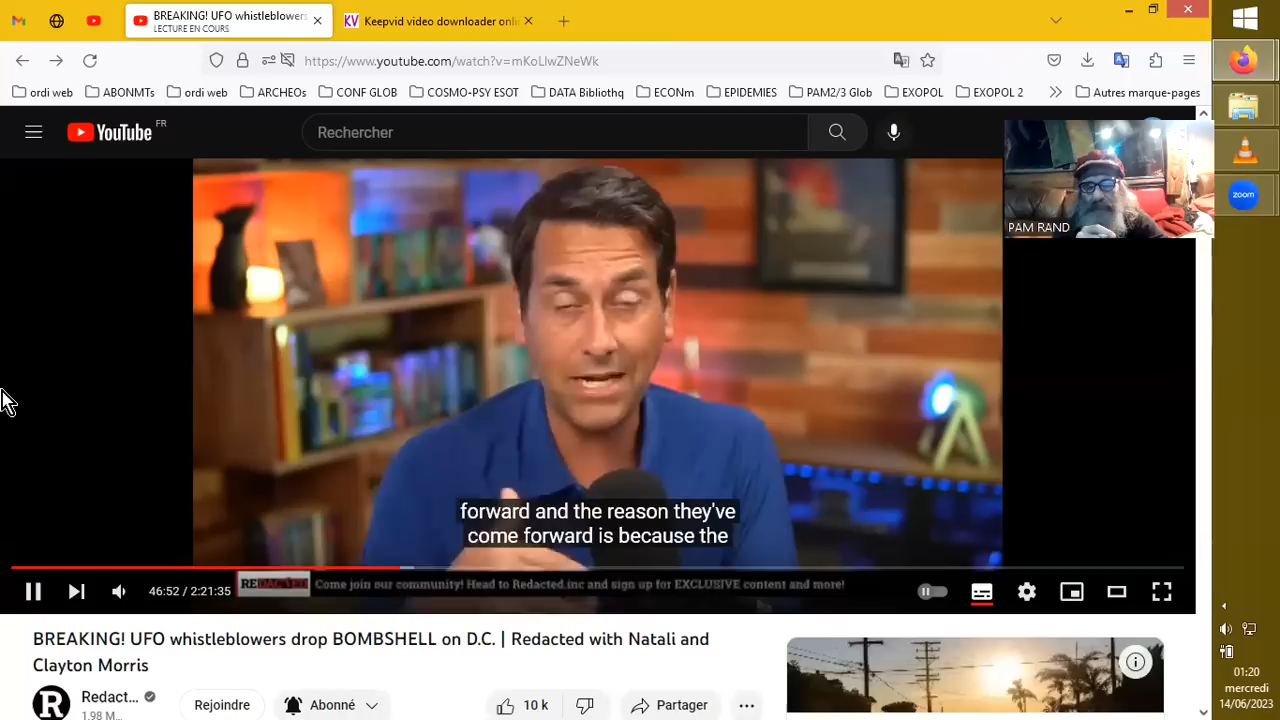 BREAKING! UFO whistleblowers
LECTURE EN COURS
KV Keepvid video downloader onli
https://www.youtube.com/watch?v=mKoLlwZNeWk
ordi web
ABONMTs
ordi web
ARCHEOs
CONF GLOB
COSMO-PSY ESOT
DATA Bibliothq
ECONm
EPIDEMIES
PAM2/3 Glob
EXOPOL
EXOPOL 2
Autres marque-pages
YouTube FR
Rechercher
PAM RAND
zoom
forward and the reason they've
come forward is because the
46:52 / 2:21:35
REDACTED Come join our community! Head to Redacted.inc and sign up for EXCLUSIVE content and more!
BREAKING! UFO whistleblowers drop BOMBSHELL on D.C. | Redacted with Natali and
Clayton Morris
R
Redact...
1,98 M...
Rejoindre
Abonné
10 k
Partager
01:20
mercredi
14/06/2023